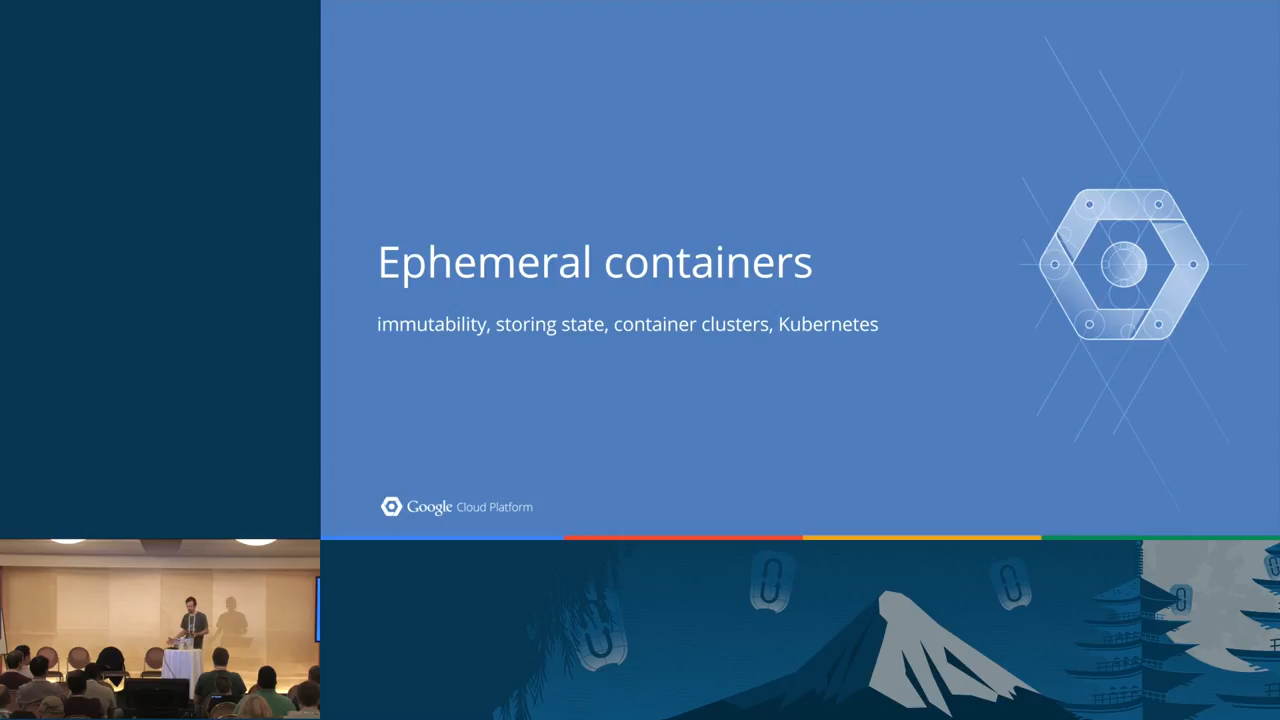 Ephemeral containers
immutability, storing state, container clusters, Kubernetes
Google Cloud Platform